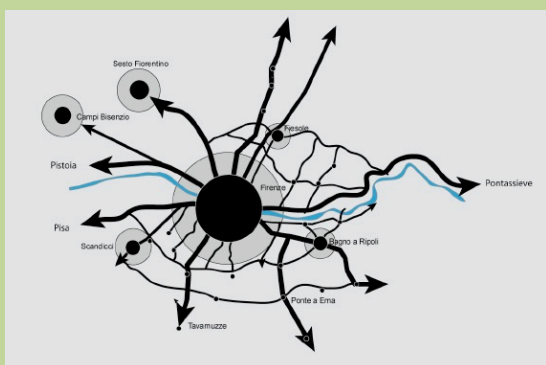 Sesto Fiorentino
Campi Bisenzio
Fiesole
Pistoia
Firenze
Pontassieve
Pisa
Scandicci
Bagno a Ripoli
Ponte a Ema
Tavarnuzze